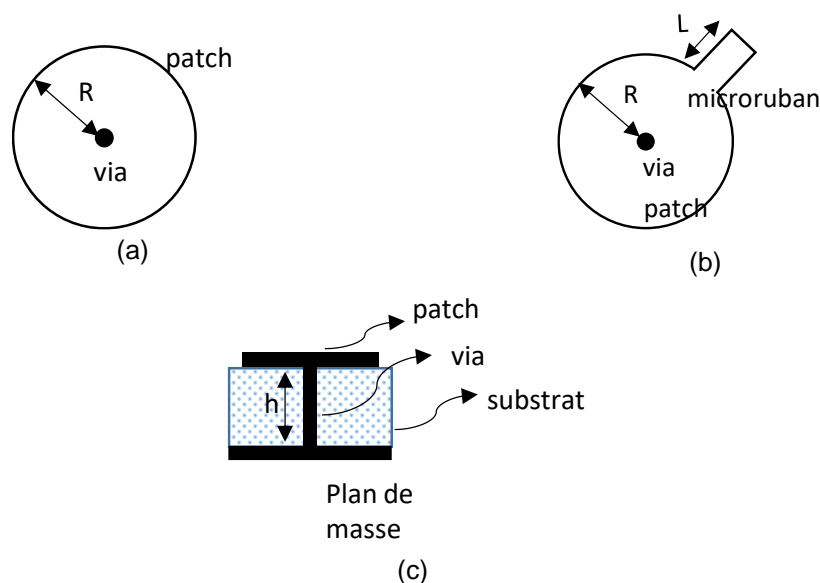 patch
R
via
(a)
L
R
microruban
via
patch
(b)
patch
via
h
substrat
Plan de
masse
(c)